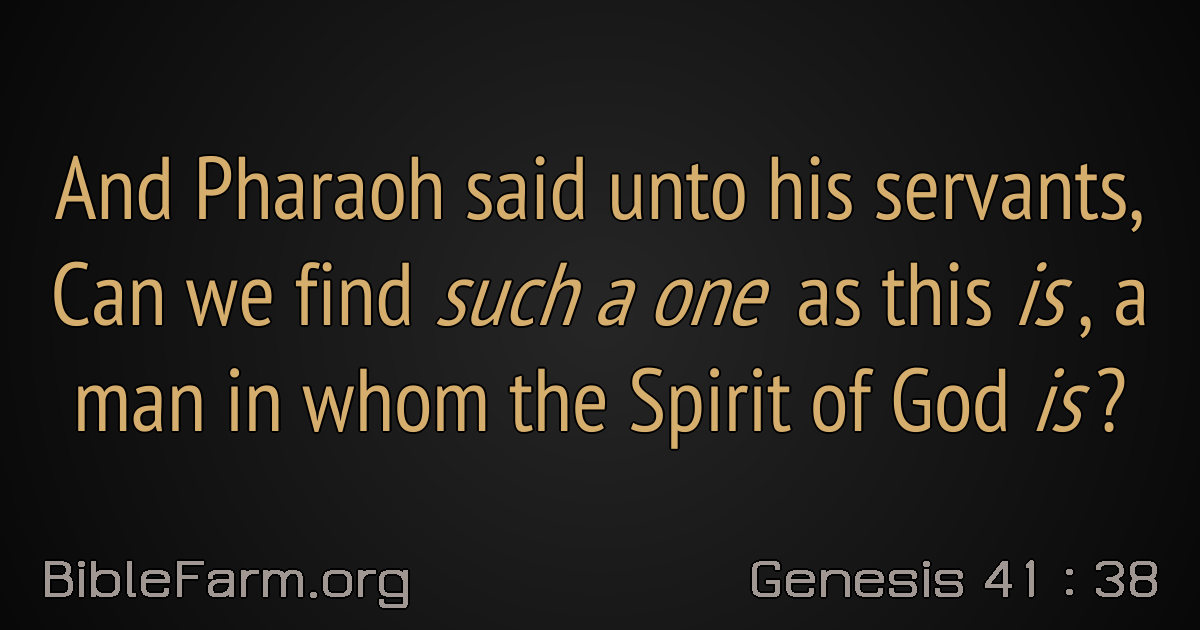 And Pharaoh said unto his servants,
Can we find such a one as this is, a
man in whom the Spirit of God is?
BibleFarm.org
Genesis 41 : 38